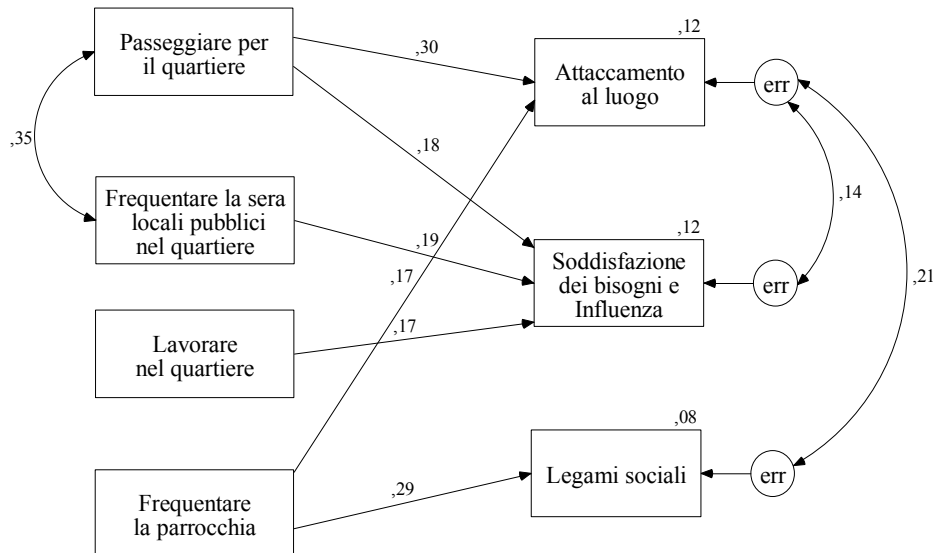 Passeggiare per
il quartiere
,30
,12
Attaccamento
al luogo
err
,35
,18
Frequentare la sera
locali pubblici
nel quartiere
,19
,17
,12
Soddisfazione
dei bisogni e
Influenza
err
,14
,21
Lavorare
nel quartiere
,17
,08
Legami sociali
err
Frequentare
la parrocchia
,29